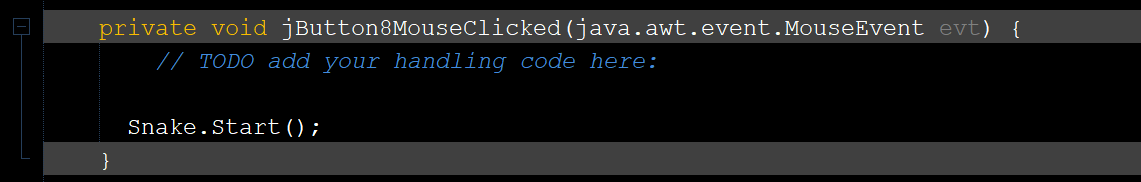 private void jButton8MouseClicked(java.awt.event.MouseEvent evt) {
// TODO add your handling code here:
Snake.Start();
}